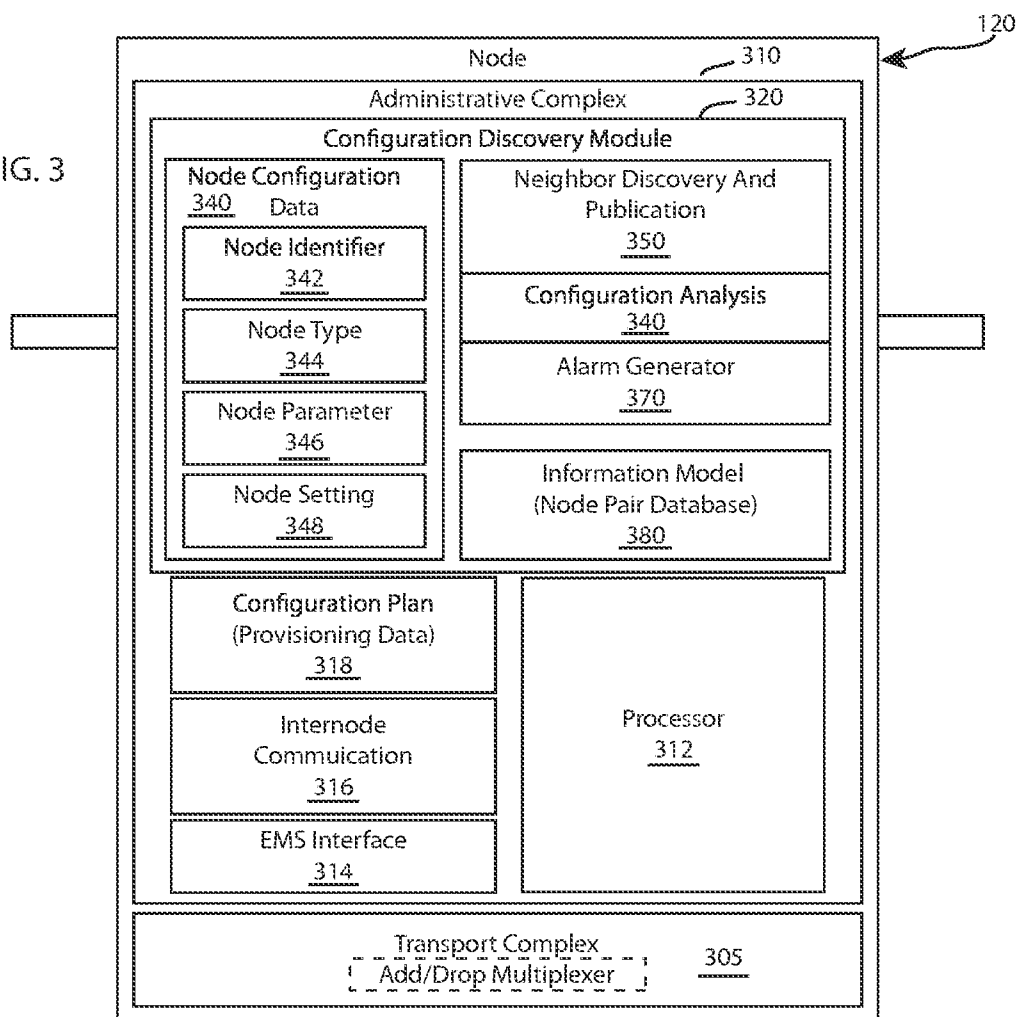 120
Node
310
Administrative Complex
320
Configuration Discovery Module
IG. 3
Node Configuration
340 Data
Node Identifier
342
Node Type
344
Node Parameter
346
Node Setting
348
Neighbor Discovery And
Publication
350
Configuration Analysis
340
Alarm Generator
370
Information Model
(Node Pair Database)
380
Configuration Plan
(Provisioning Data)
318
Internode
Commuication
316
EMS Interface
314
Processor
312
Transport Complex
Add/Drop Multiplexer
305